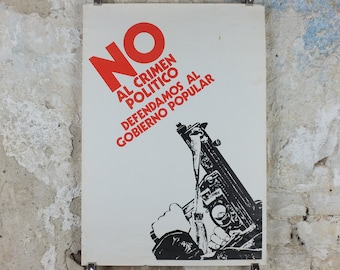 NO
AL CRIMEN
POLITICO
DEFENDAMOS AL
GOBIERNO POPULAR